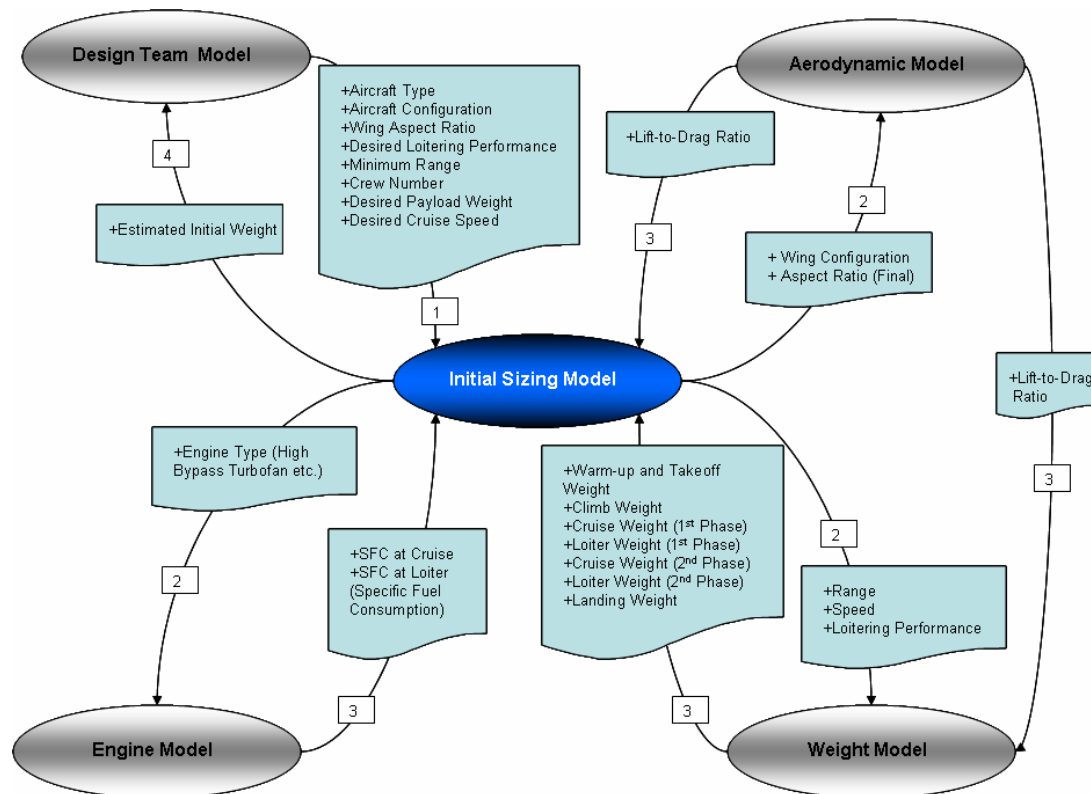 Design Team  Model
Aerodynamic Model
+Aircraft Type
+Aircraft Configuration
+Wing Aspect Ratio
+Desired Loitering Performance
+Minimum Range
+Crew Number
+Desired Payload Weight
+Desired Cruise Speed
+Lift-to-Drag Ratio
4
+Estimated Initial Weight
3
2
+ Wing Configuration
+ Aspect Ratio (Final)
1
Initial Sizing Model
+Lift-to-Drag
Ratio
3
+Engine Type (High
Bypass Turbofan etc.)
2
+SFC at Cruise
+SFC at Loiter
(Specific Fuel
Consumption)
3
+Warm-up and Takeoff
Weight
+Climb Weight
+Cruise Weight (1st Phase)
+Loiter Weight (1st Phase)
+Cruise Weight (2nd Phase)
+Loiter Weight (2nd Phase)
+Landing Weight
2
+Range
+Speed
+Loitering Performance
3
Engine Model
Weight Model